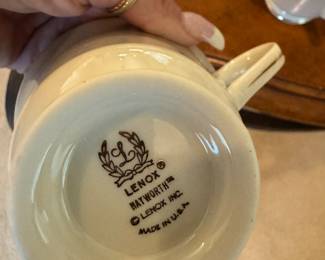 L
LENOX®
HAYWORTH™
© LENOX INC.
MADE IN U.S.A.